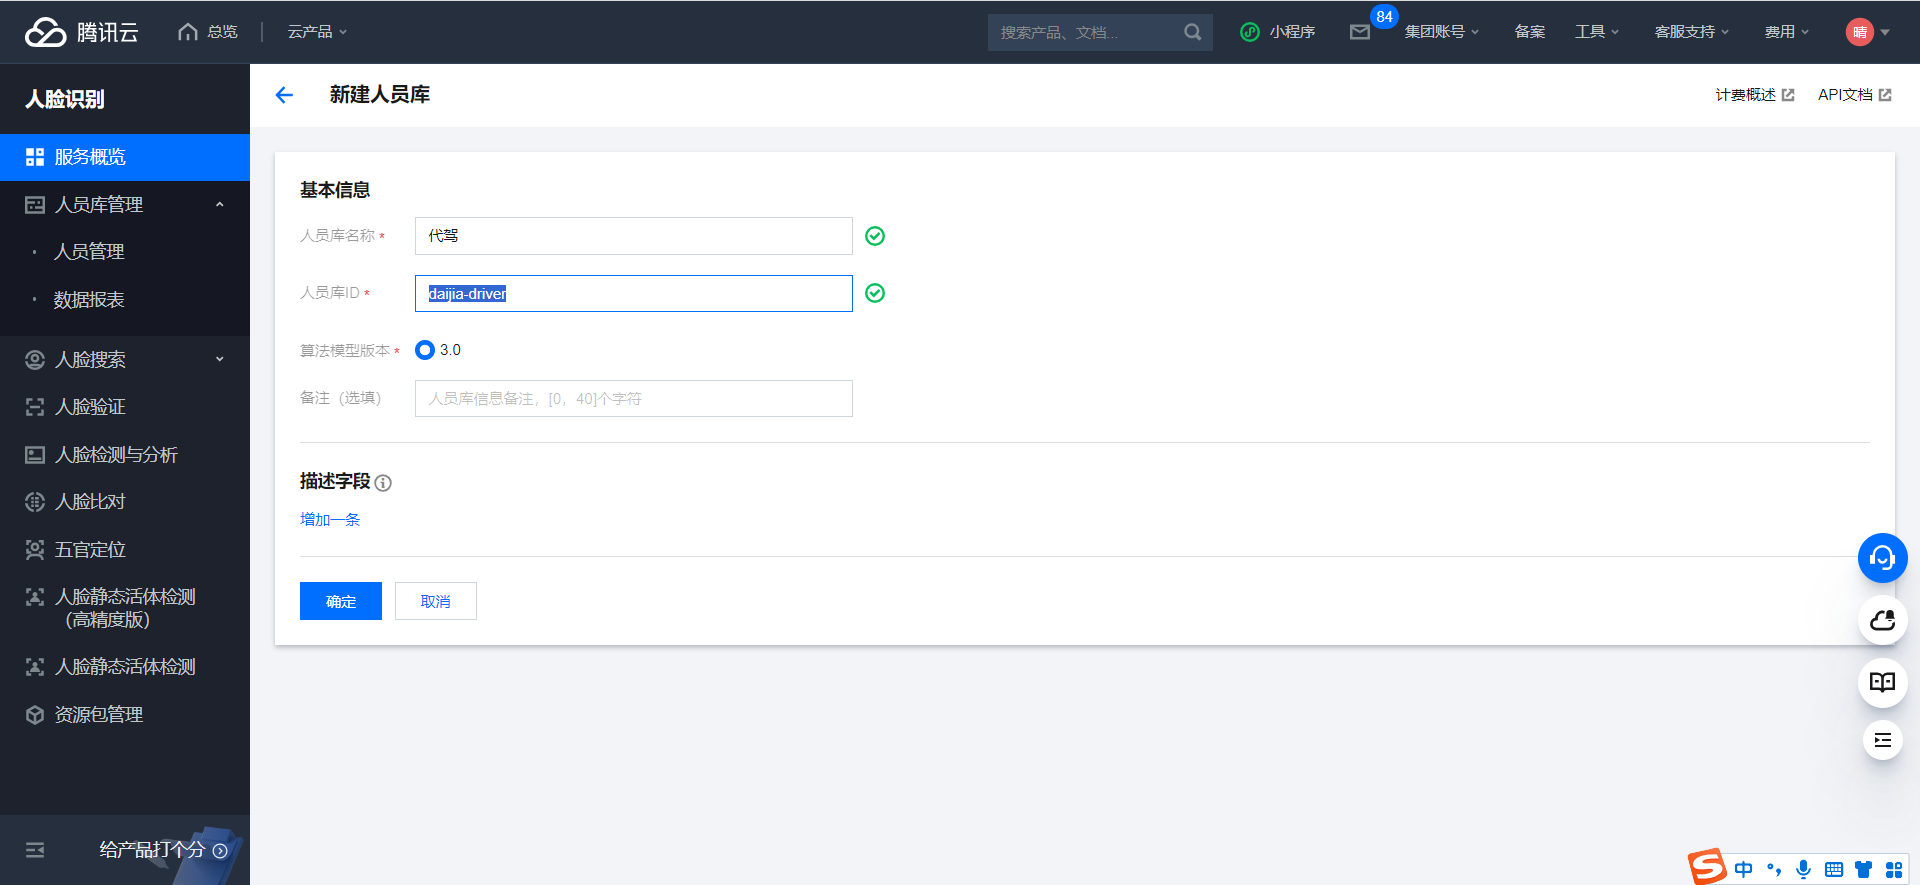 腾讯云
总览
云产品
搜索产品、文档...
小程序
84
集团账号
备案
工具
客服支持
费用
晴
人脸识别
服务概览
人员库管理
人员管理
数据报表
人脸搜索
人脸验证
人脸检测与分析
人脸比对
五官定位
人脸静态活体检测
（高精度版）
人脸静态活体检测
资源包管理
给产品打个分
新建人员库
计费概述
API文档
基本信息
人员库名称 *
代驾
人员库ID *
daijia-driver
算法模型版本 *
3.0
备注（选填）
人员库信息备注，[0，40]个字符
描述字段
增加一条
确定
取消
S 中